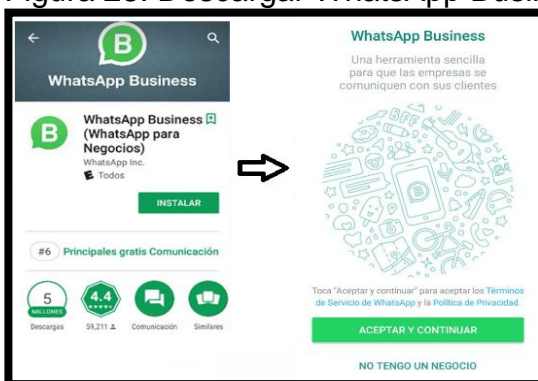 Figura 25. Descargar WhatsApp Busin
WhatsApp Business
WhatsApp Business
(WhatsApp para
Negocios)
WhatsApp Inc.
E Todos
INSTALAR
#6 Principales gratis Comunicación
5
MILLONES
Descargas
4.4
59,211
Comunicación
Similares
WhatsApp Business
Una herramienta sencilla
para que las empresas se
comuniquen con sus clientes
BFF
Toca "Aceptar y continuar" para aceptar los Términos
de Servicio de WhatsApp y la Política de Privacidad.
ACEPTAR Y CONTINUAR
NO TENGO UN NEGOCIO